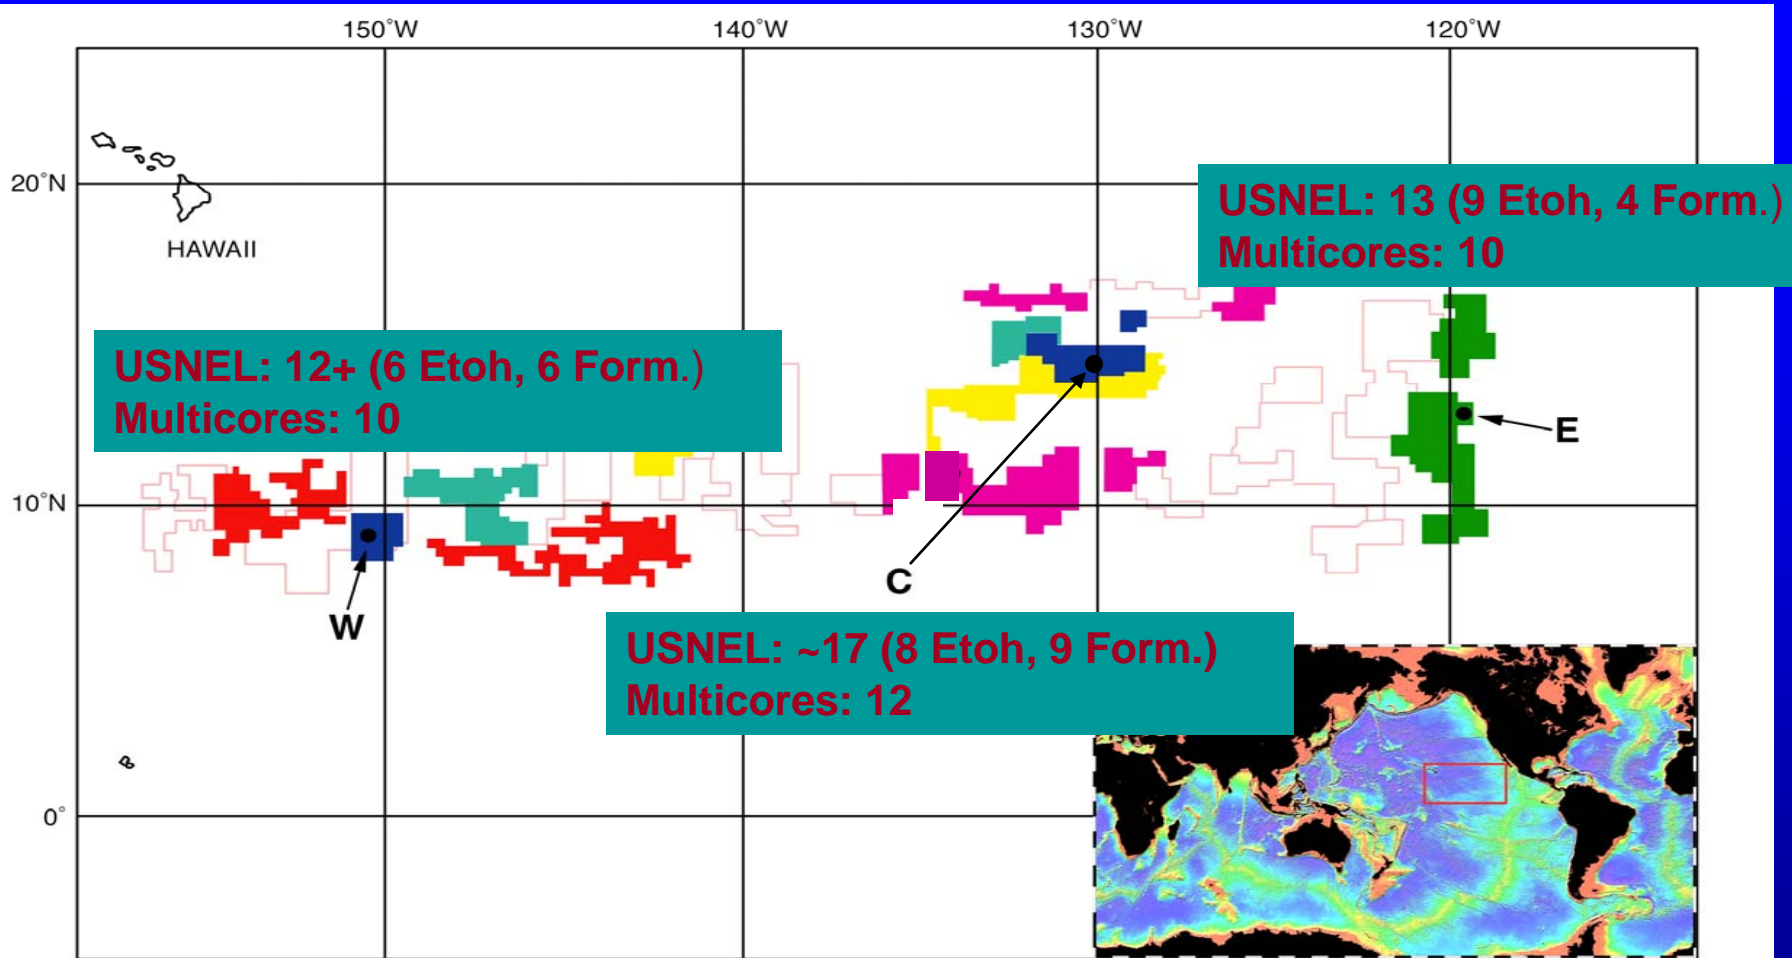 150°W 140°W 130°W 120°W
20°N
HAWAII
USNEL: 13 (9 Etoh, 4 Form.)
Multicores: 10
USNEL: 12+ (6 Etoh, 6 Form.)
Multicores: 10
E
10°N
C
W
USNEL: ~17 (8 Etoh, 9 Form.)
Multicores: 12
0°